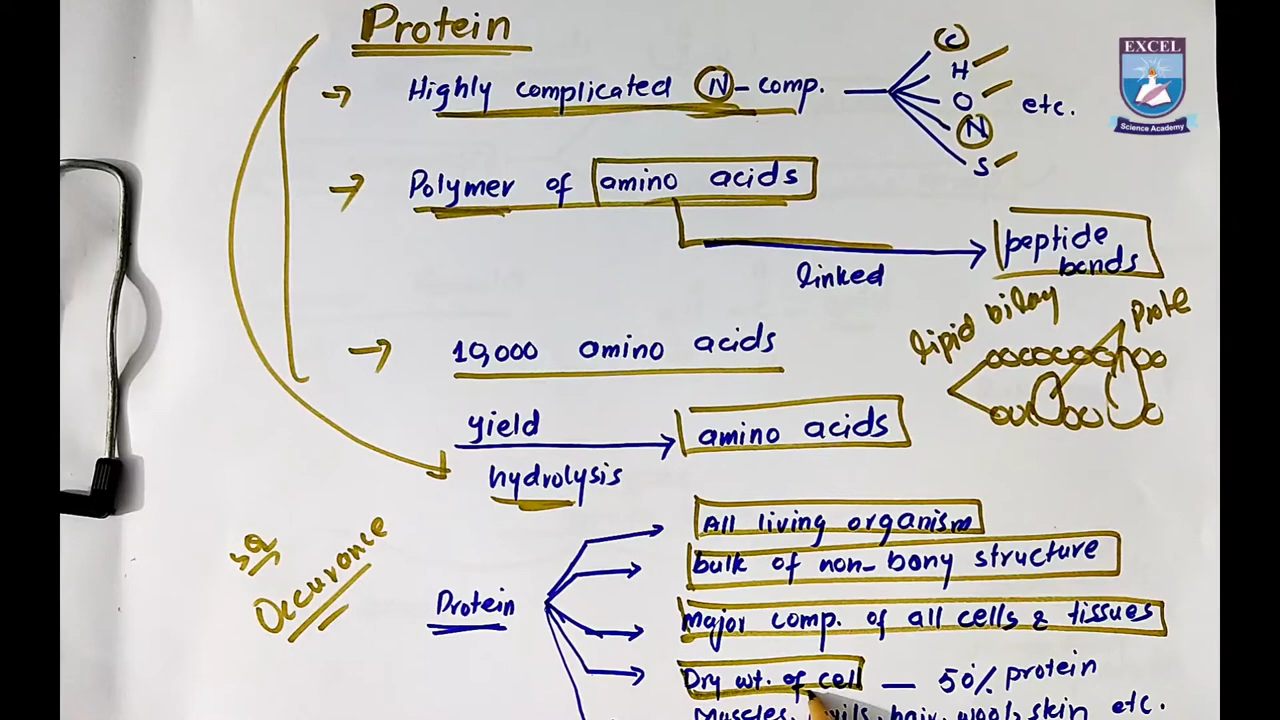 Protein
EXCEL
Science Academy
Highly complicated N-comp.
C
H
O
N
S
etc.
Polymer of amino acids
linked
peptide
bonds
lipid bilay
Prote
10,000 amino acids
yield
hydrolysis
amino acids
SQ
Occurance
Protein
All living organism
bulk of non-bony structure
Major comp. of all cells & tissues
Dry wt. of cell — 50% protein
Muscles, hair, wool, skin etc.